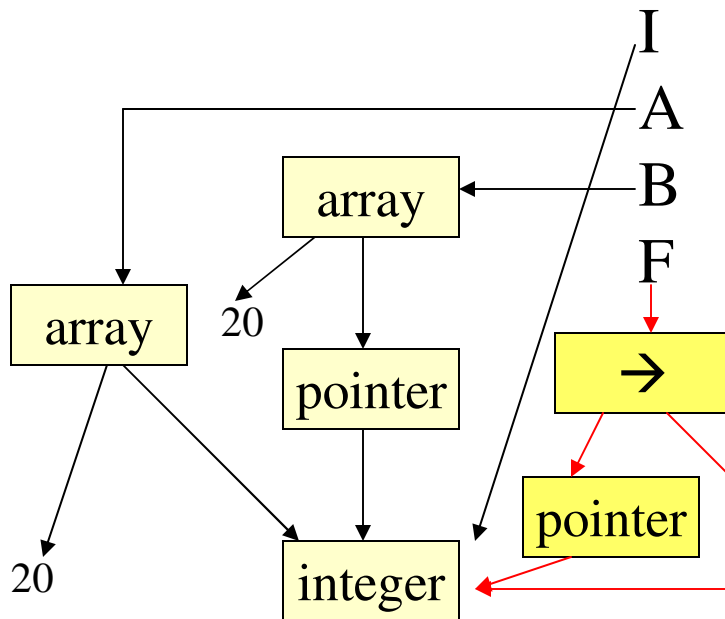 I
A
array
B
F
20
array
→
pointer
pointer
20
integer